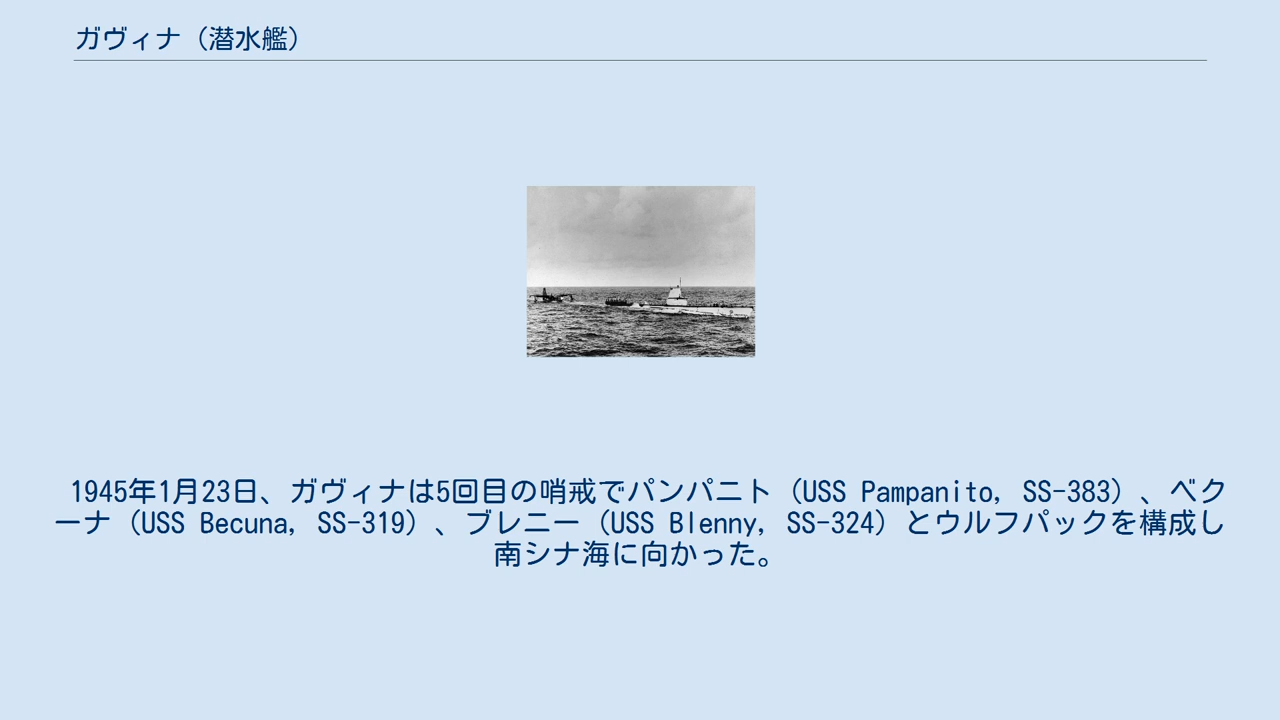 ガヴィナ（潜水艦）
1945年1月23日、ガヴィナは5回目の哨戒でパンパニト（USS Pampanito, SS-383）、ベク
ーナ（USS Becuna, SS-319）、ブレニー（USS Blenny, SS-324）とウルフパックを構成し
南シナ海に向かった。